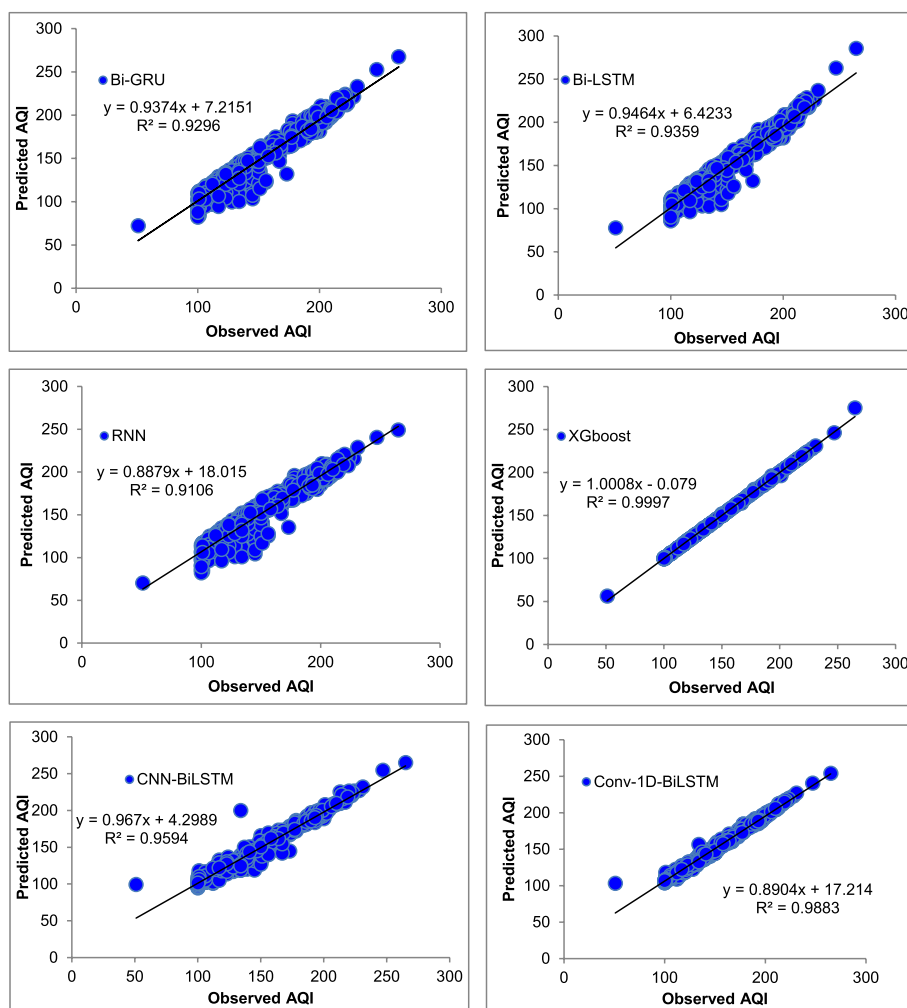 300
250
200
150
100
50
0
Predicted AQI
Bi-GRU
y = 0.9374x + 7.2151
R² = 0.9296
0 100 200 300
Observed AQI
300
250
200
150
100
50
0
Predicted AQI
Bi-LSTM
y = 0.9464x + 6.4233
R² = 0.9359
0 100 200 300
Observed AQI
300
250
200
150
100
50
0
Predicted AQI
RNN
y = 0.8879x + 18.015
R² = 0.9106
0 100 200 300
Observed AQI
300
250
200
150
100
50
0
Predicted AQI
XGboost
y = 1.0008x - 0.079
R² = 0.9997
0 50 100 150 200 250 300
Observed AQI
300
250
200
150
100
50
0
Predicted AQI
CNN-BiLSTM
y = 0.967x + 4.2989
R² = 0.9594
0 50 100 150 200 250 300
Observed AQI
300
250
200
150
100
50
0
Predicted AQI
Conv-1D-BiLSTM
y = 0.8904x + 17.214
R² = 0.9883
0 100 200 300
Observed AQI